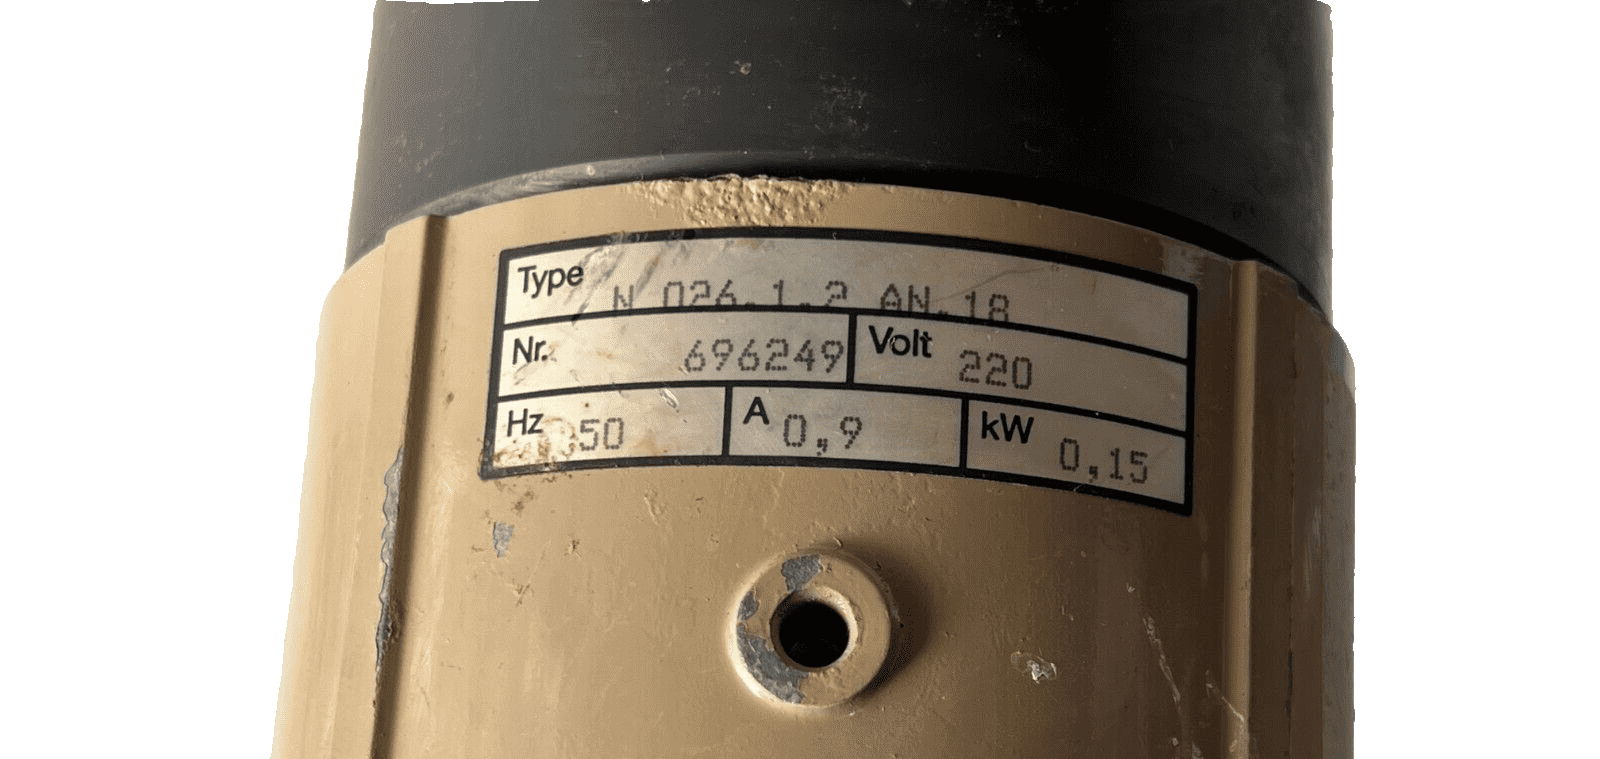 Type N 026.1.2 AN.18
Nr. 696249 Volt 220
Hz 50 A 0,9 kW 0,15